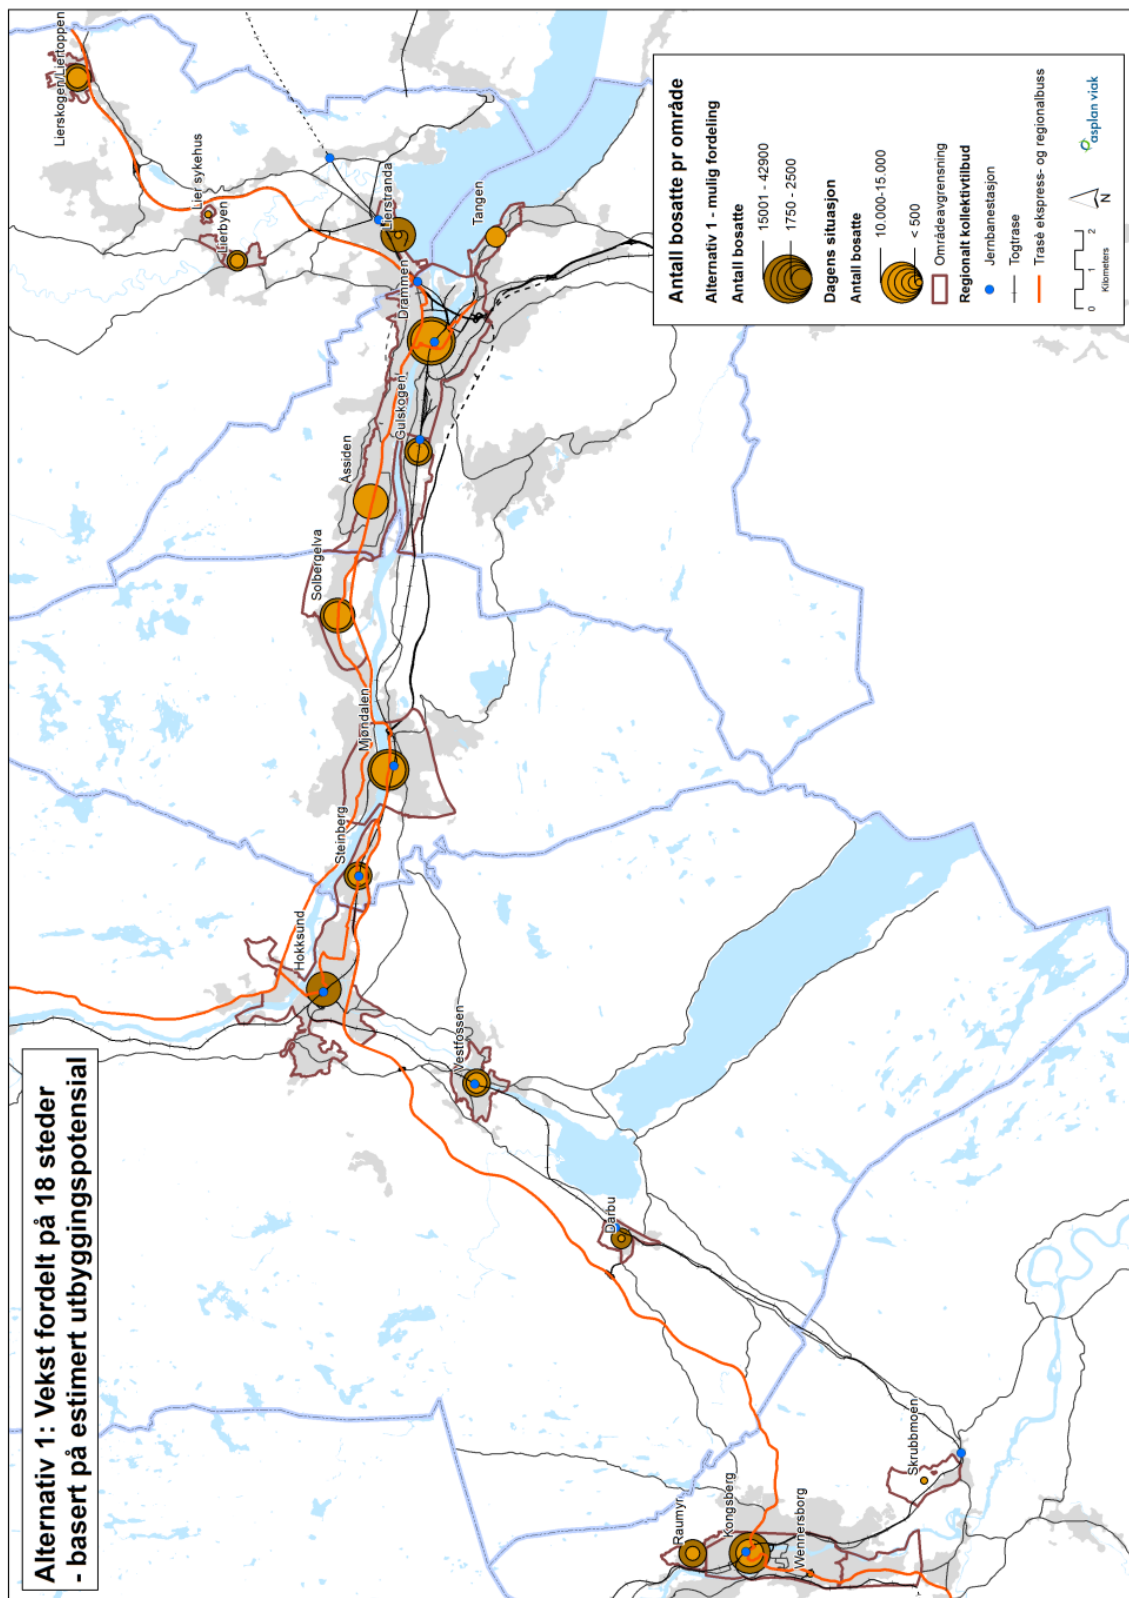 Alternativ 1: Vekst fordelt på 18 steder
- basert på estimert utbyggingspotensial
Lierskogen/Liertoppen
Lier sykehus
Lierbyen
Lierstranda
Tangen
Drammen
Gulskogen
Åssiden
Solbergelva
Mjøndalen
Steinberg
Hokksund
Vestfossen
Darbu
Skrubbmoen
Raumyr
Kongsberg
Wennersborg
Antall bosatte pr område
Alternativ 1 - mulig fordeling
Antall bosatte
15001 - 42900
1750 - 2500
Dagens situasjon
Antall bosatte
10.000-15.000
< 500
Områdeavgrensning
Regionalt kollektivtilbud
Jernbanestasjon
Togtrase
Trasè ekspress- og regionalbuss
0 1 2
Kilometers
N
asplan viak